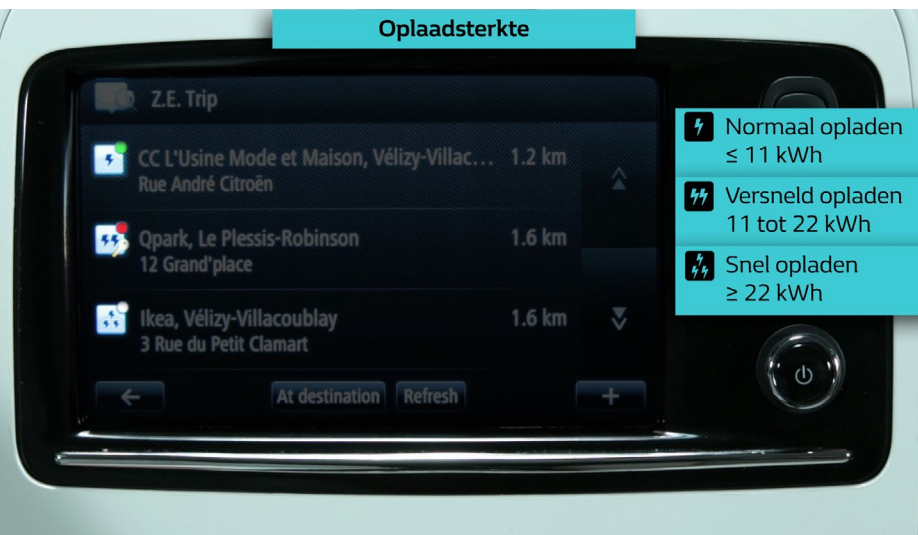 Oplaadsterkte
Z.E. Trip
CC L'Usine Mode et Maison, Vélizy-Villac... 1.2 km
Rue André Citroën
Qpark, Le Plessis-Robinson 1.6 km
12 Grand'place
Ikea, Vélizy-Villacoublay 1.6 km
3 Rue du Petit Clamart
At destination Refresh
Normaal opladen
≤ 11 kWh
Versneld opladen
11 tot 22 kWh
Snel opladen
≥ 22 kWh